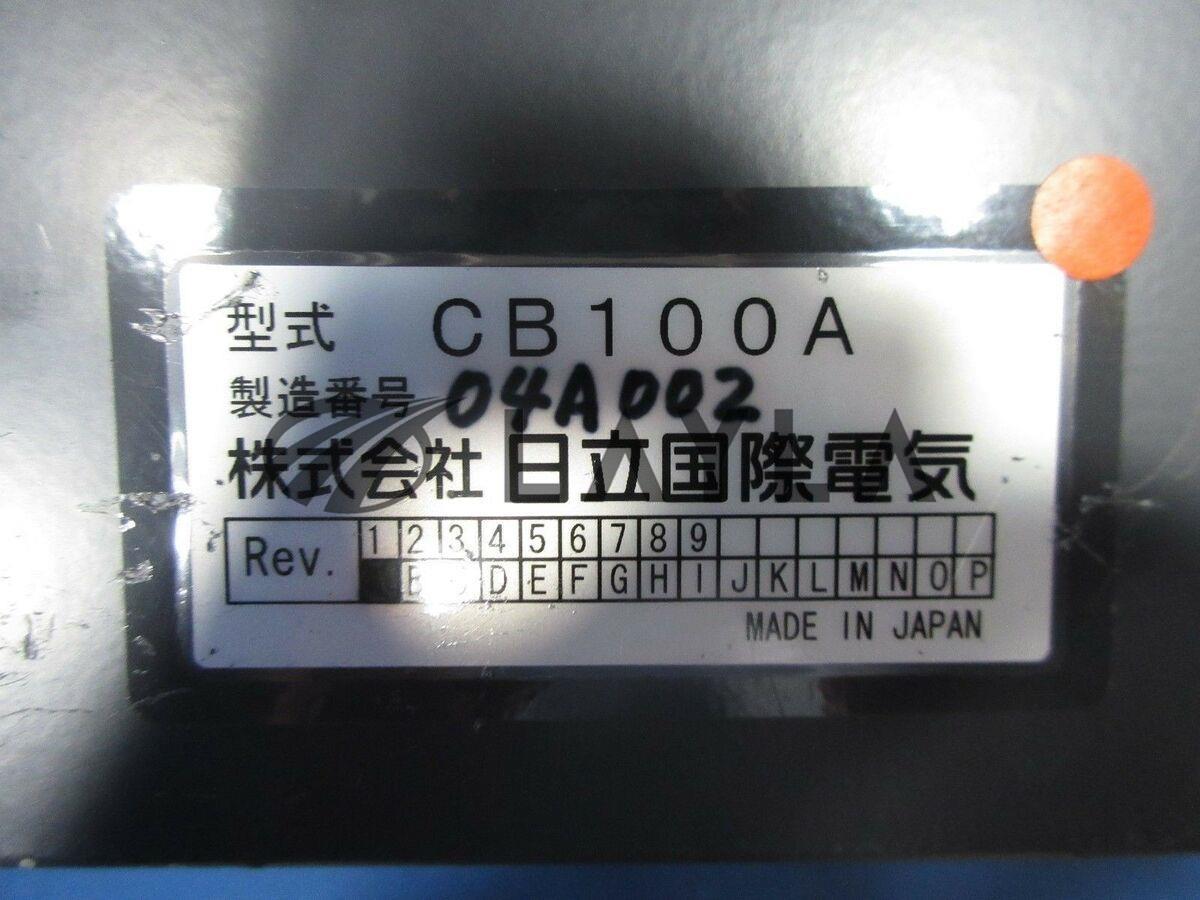 型式 CB100A
製造番号 04A002
LAYLA
株式会社 日立国際電気
Rev. 1 2 3 4 5 6 7 8 9
B C D E F G H I J K L M N O P
MADE IN JAPAN